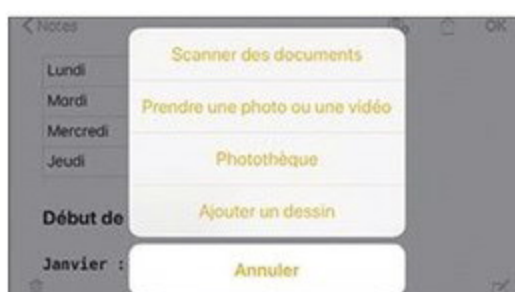 Notes
OK
Scanner des documents
Lundi
Mardi
Prendre une photo ou une vidéo
Mercredi
Jeudi
Photothèque
Ajouter un dessin
Début de
Janvier :
Annuler